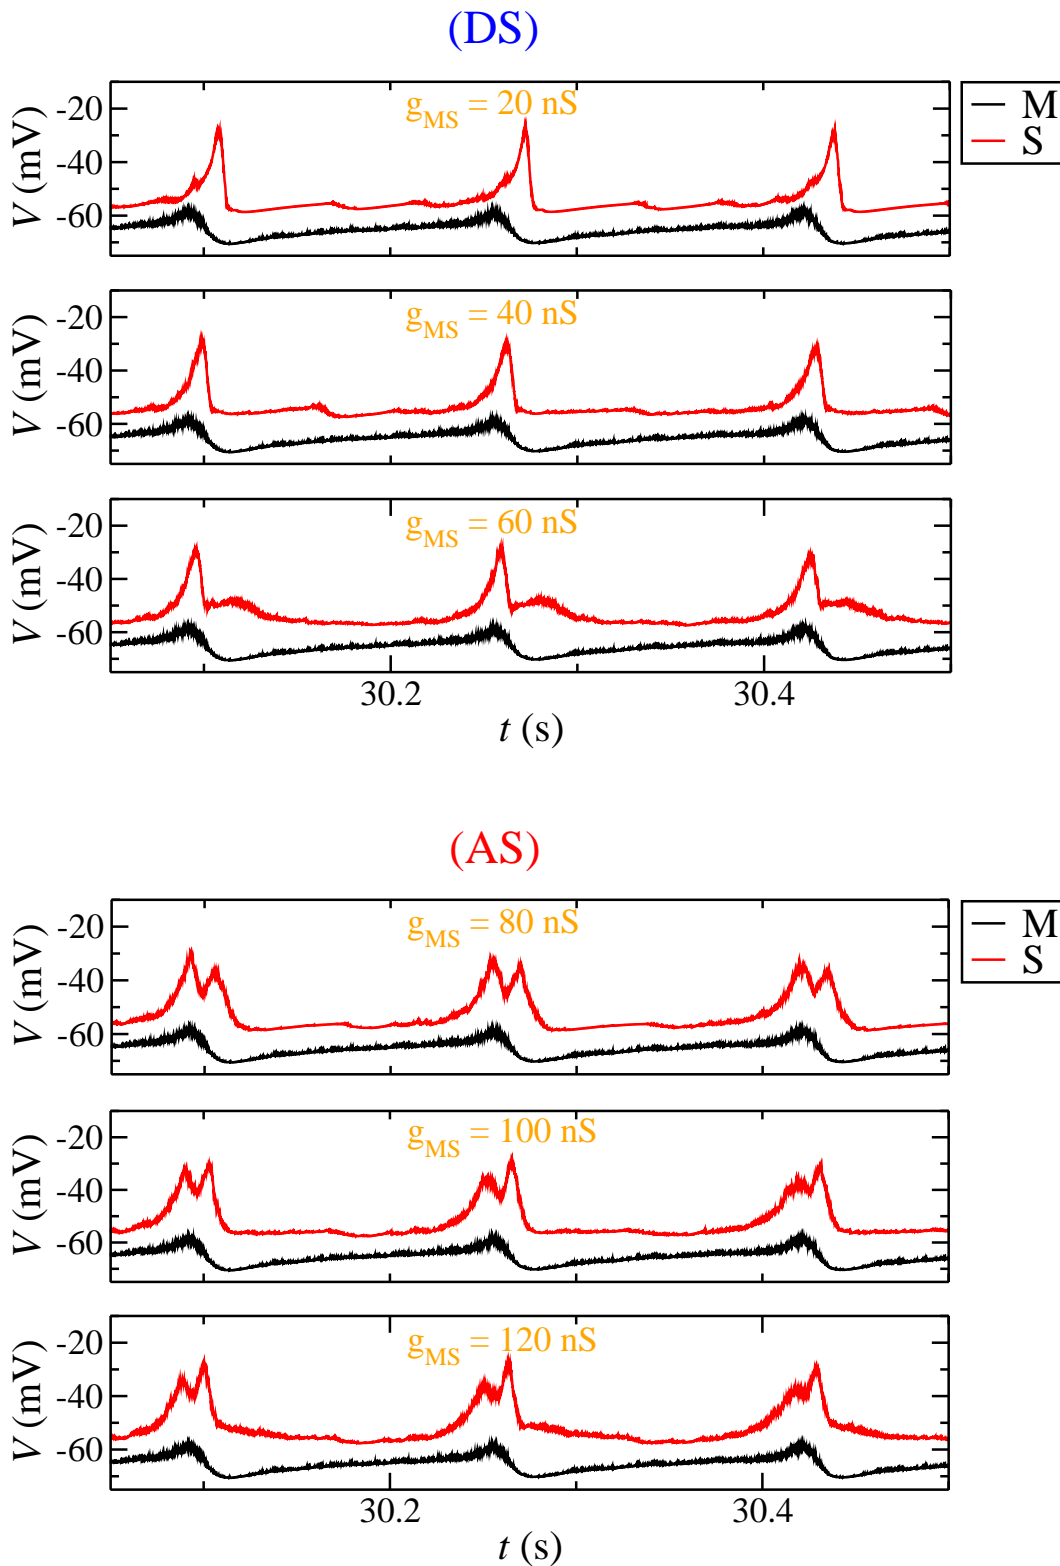 (DS)
g_MS = 20 nS
M
S
-20
-40
-60
V (mV)
g_MS = 40 nS
-20
-40
-60
V (mV)
g_MS = 60 nS
-20
-40
-60
V (mV)
30.2 30.4
t (s)
(AS)
g_MS = 80 nS
M
S
-20
-40
-60
V (mV)
g_MS = 100 nS
-20
-40
-60
V (mV)
g_MS = 120 nS
-20
-40
-60
V (mV)
30.2 30.4
t (s)